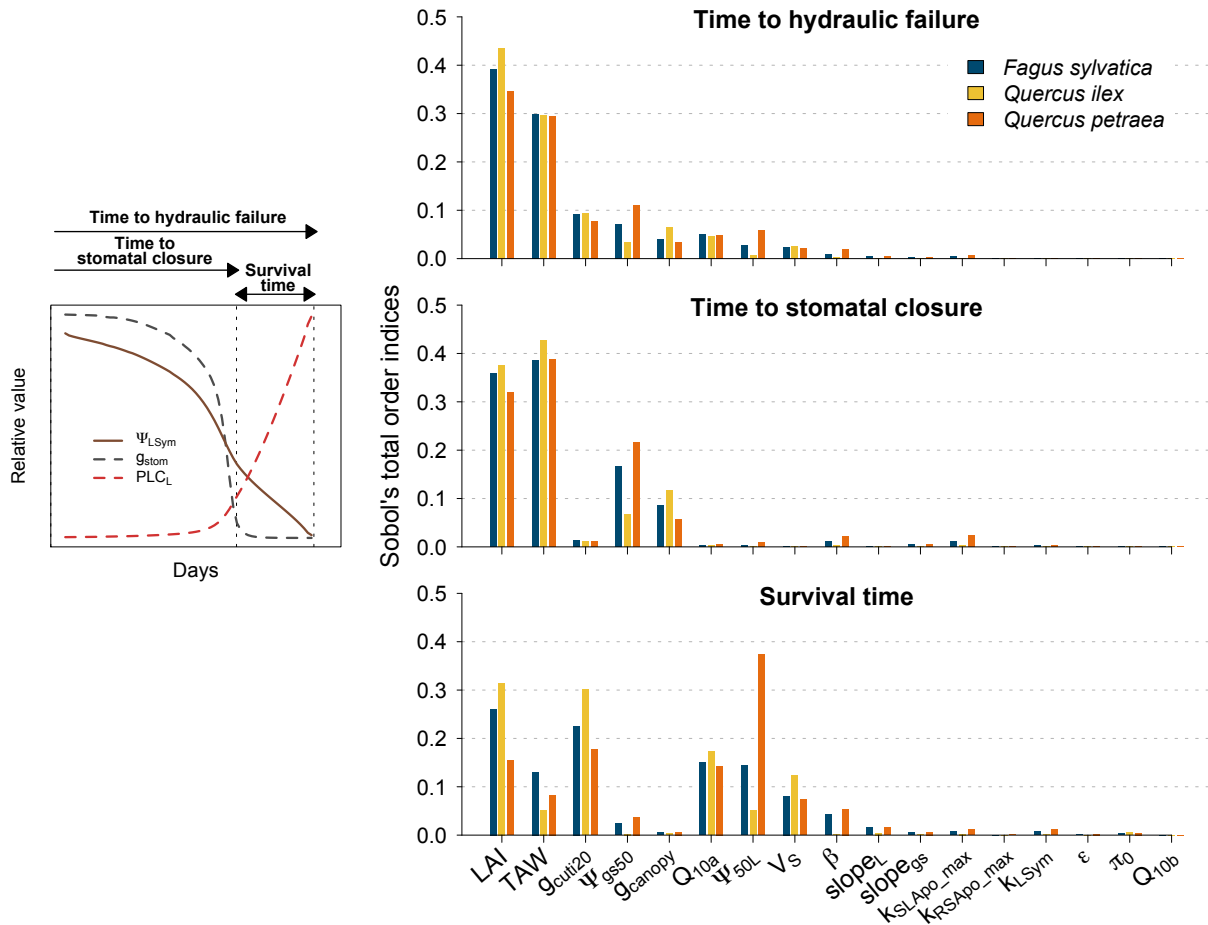 Time to hydraulic failure
Time to
stomatal closure
Survival
time
Relative value
Ψ_LSym
g_stom
PLC_L
Days
Sobol's total order indices
Time to hydraulic failure
0.5
0.4
0.3
0.2
0.1
0.0
Fagus sylvatica
Quercus ilex
Quercus petraea
Time to stomatal closure
0.5
0.4
0.3
0.2
0.1
0.0
Survival time
0.5
0.4
0.3
0.2
0.1
0.0
LAI
TAW
g_cuti20
Ψ_gs50
g_canopy
Q_10a
Ψ_50L
V_S
β
slope_L
slope_gs
k_SLApo_max
k_RSApo_max
k_LSym
ε
π_0
Q_10b